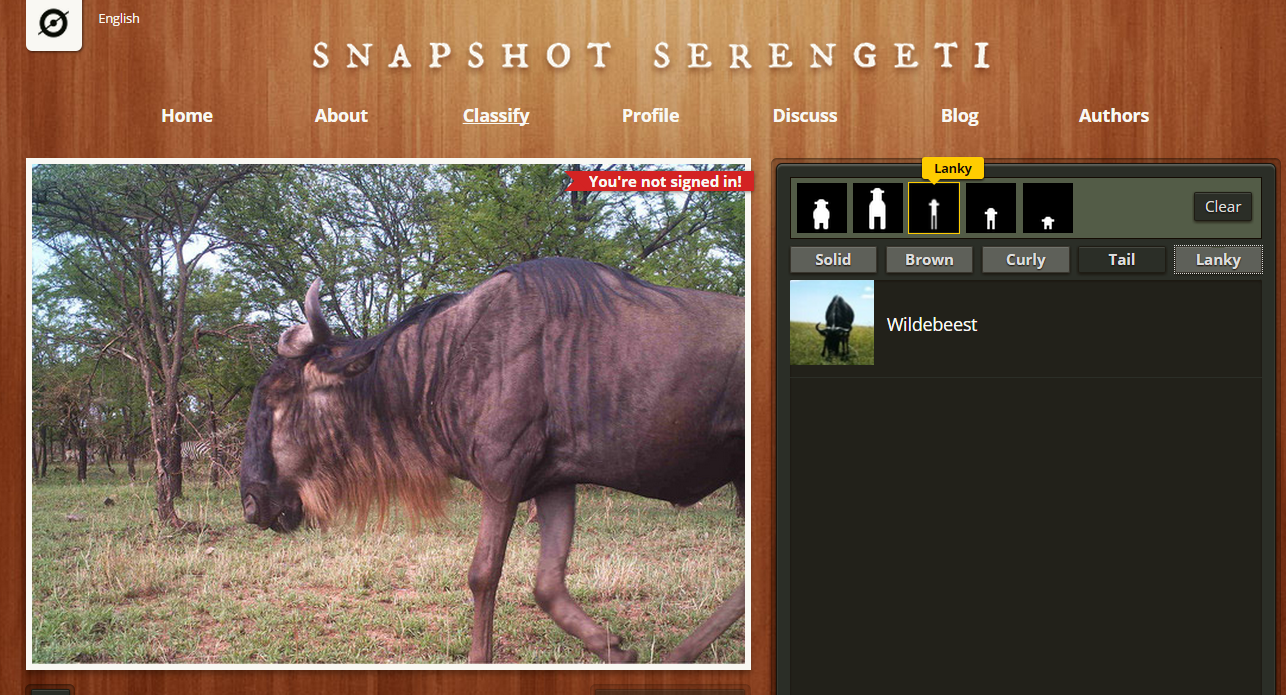 English
SNAPSHOT SERENGETI
Home About Classify Profile Discuss Blog Authors
You're not signed in!
Lanky
Clear
Solid Brown Curly Tail Lanky
Wildebeest